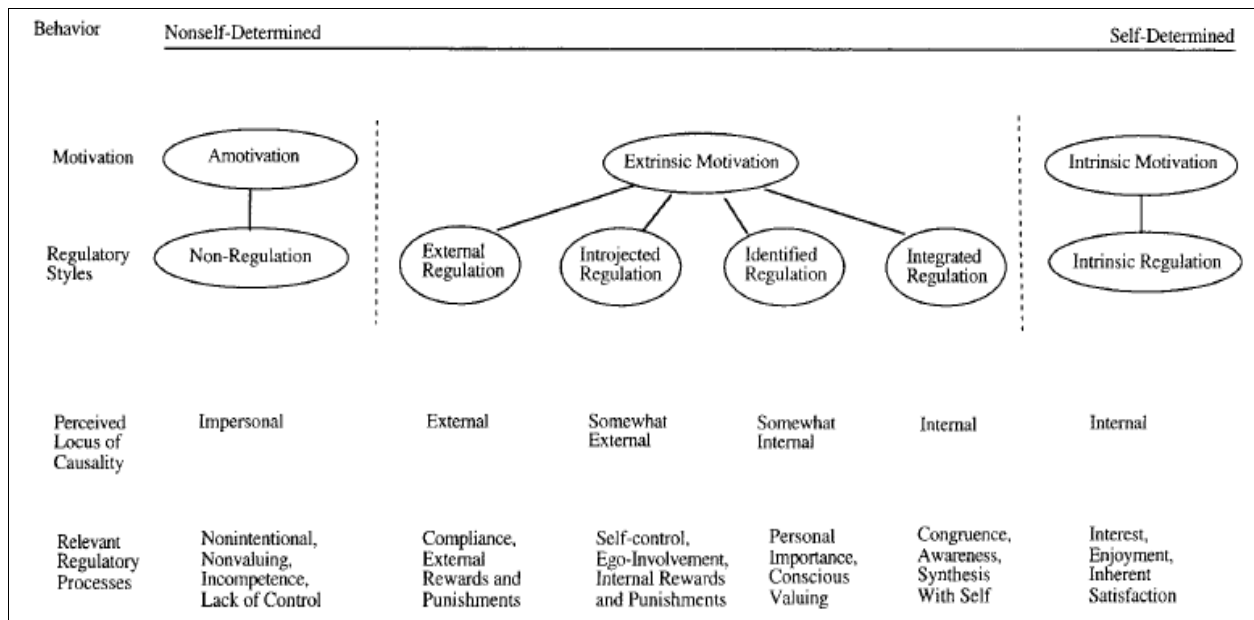 Behavior Nonself-Determined Self-Determined
Motivation Amotivation Extrinsic Motivation Intrinsic Motivation
Regulatory
Styles
Non-Regulation
External
Regulation
Introjected
Regulation
Identified
Regulation
Integrated
Regulation
Intrinsic Regulation
Perceived
Locus of
Causality
Impersonal
External
Somewhat
External
Somewhat
Internal
Internal
Internal
Relevant
Regulatory
Processes
Nonintentional,
Nonvaluing,
Incompetence,
Lack of Control
Compliance,
External
Rewards and
Punishments
Self-control,
Ego-Involvement,
Internal Rewards
and Punishments
Personal
Importance,
Conscious
Valuing
Congruence,
Awareness,
Synthesis
With Self
Interest,
Enjoyment,
Inherent
Satisfaction